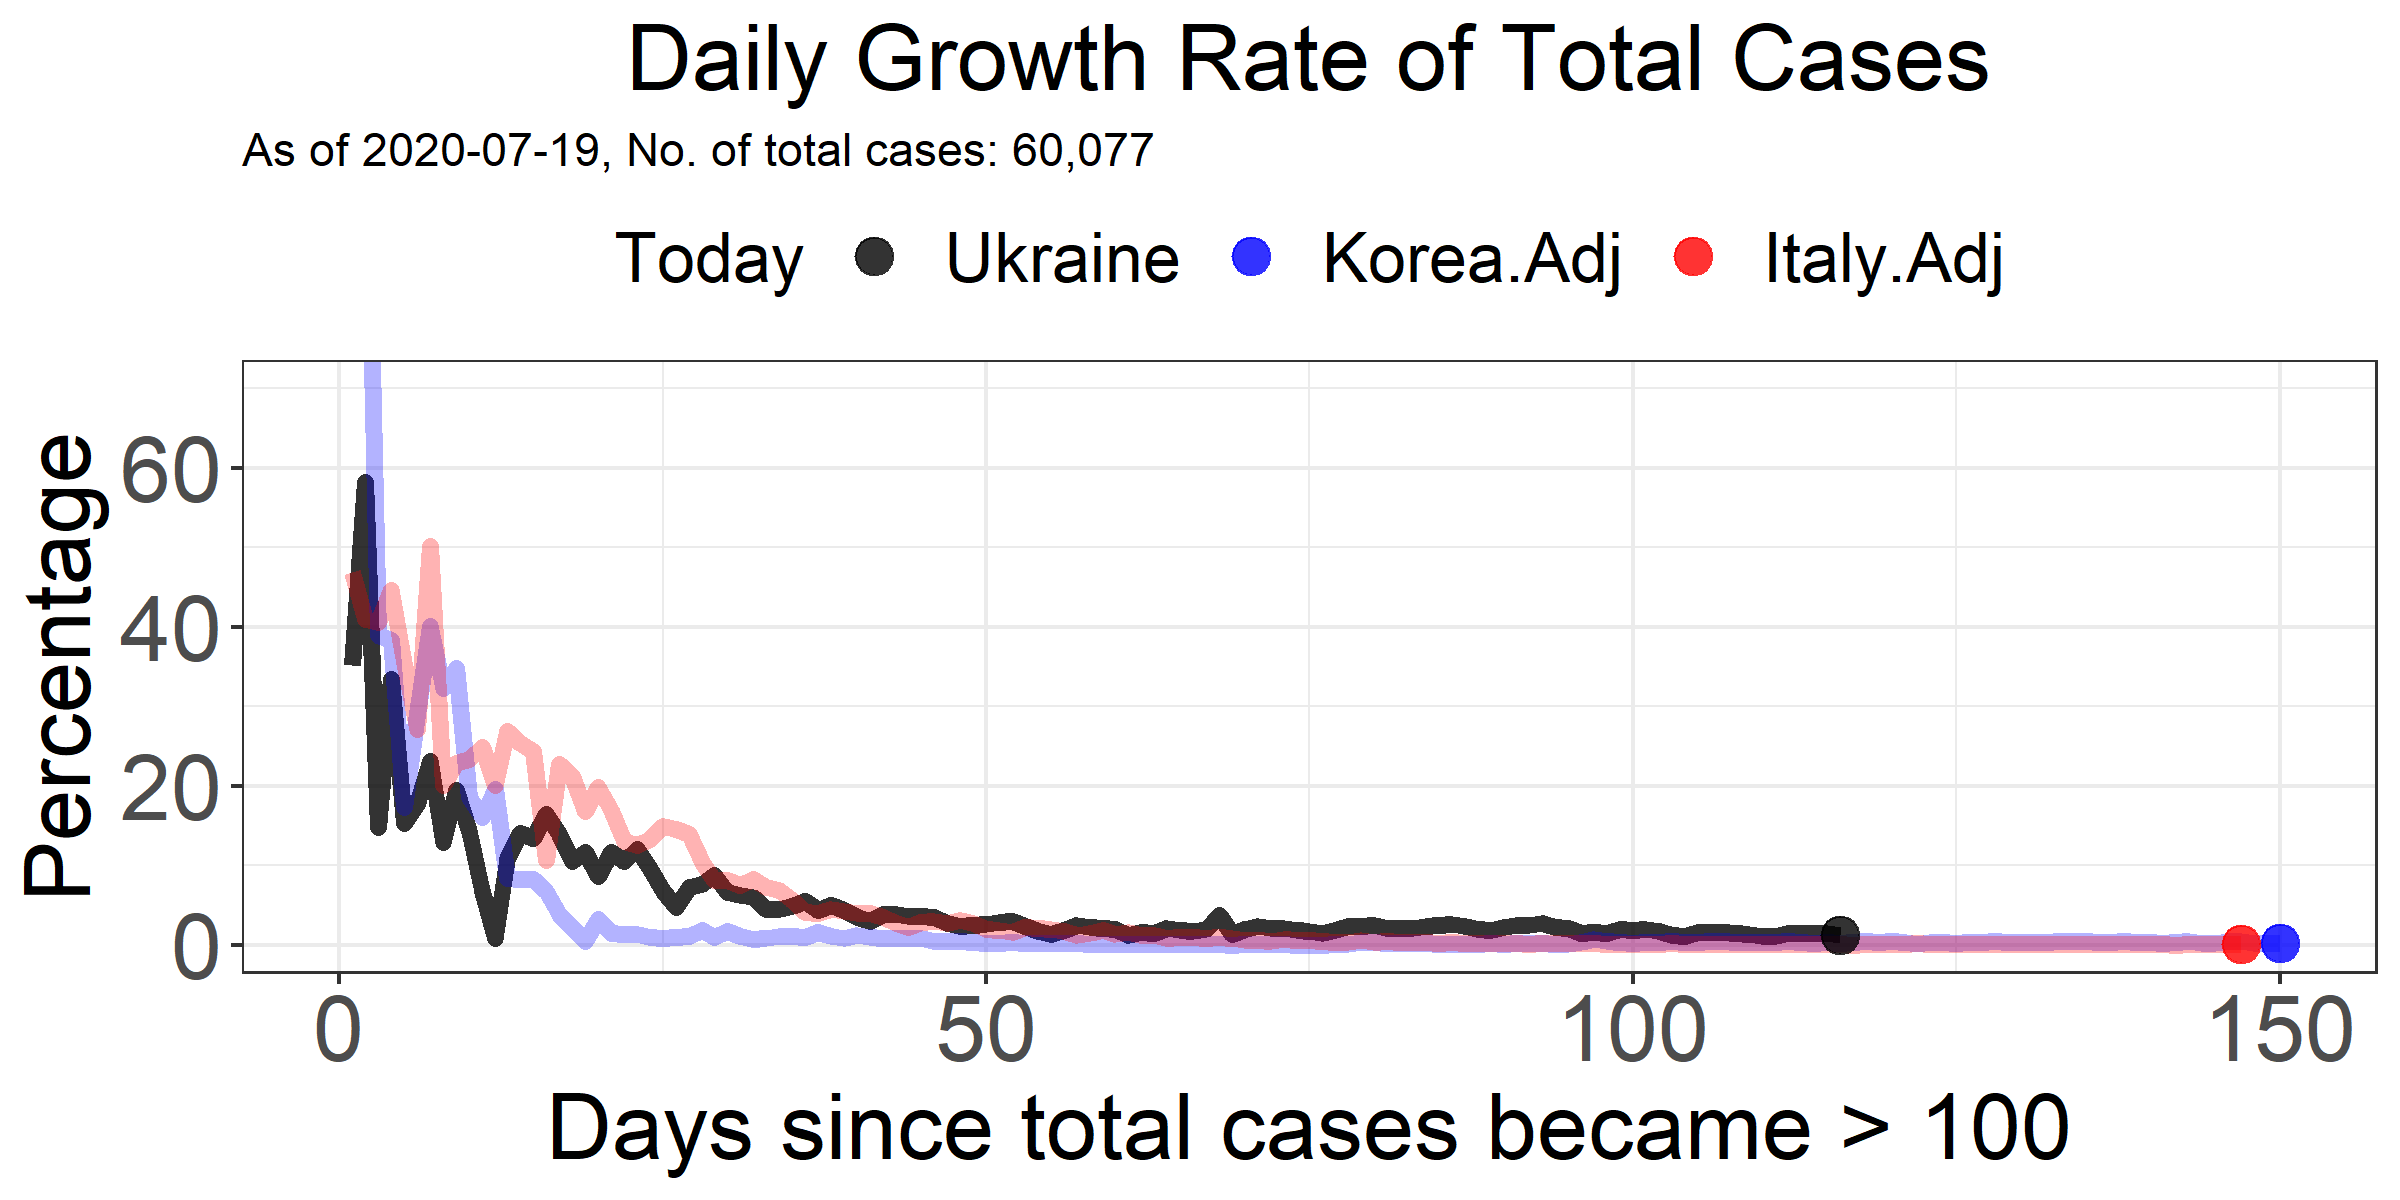 Daily Growth Rate of Total Cases
As of 2020-07-19, No. of total cases: 60,077
Today Ukraine Korea.Adj Italy.Adj
Percentage
60
40
20
0
0 50 100 150
Days since total cases became > 100